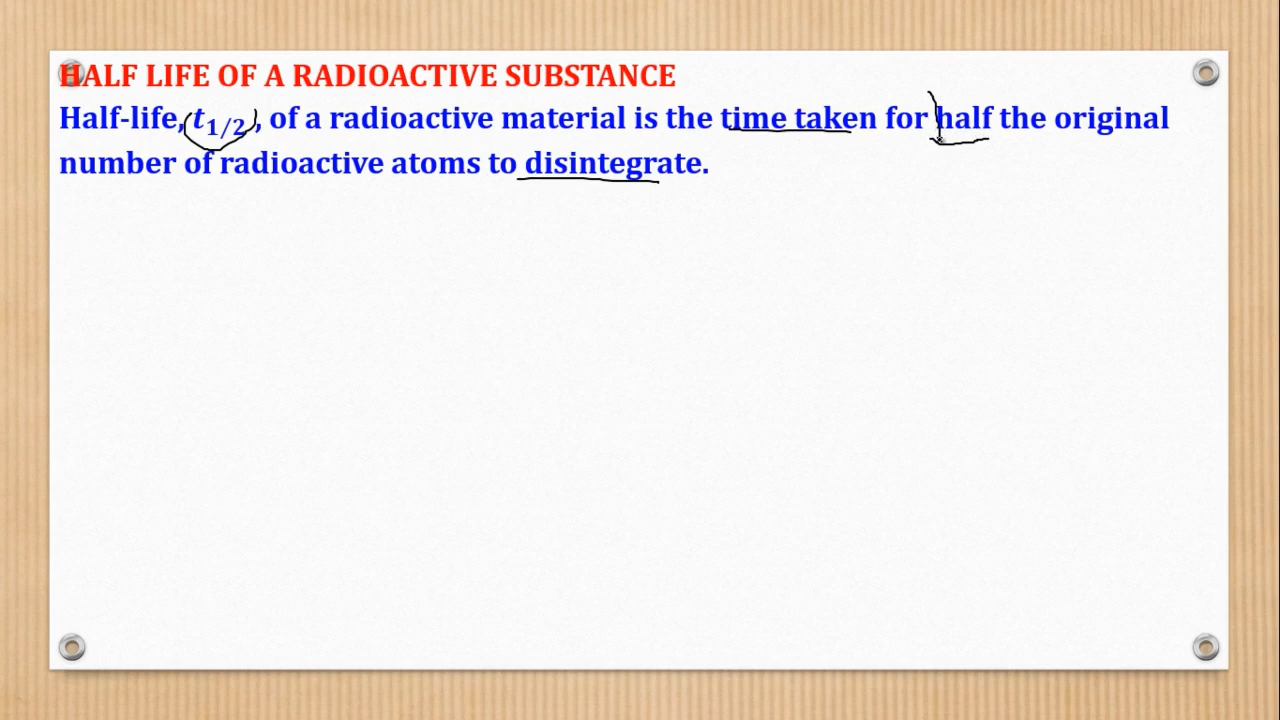 HALF LIFE OF A RADIOACTIVE SUBSTANCE
Half-life, t₁/₂, of a radioactive material is the time taken for half the original
number of radioactive atoms to disintegrate.